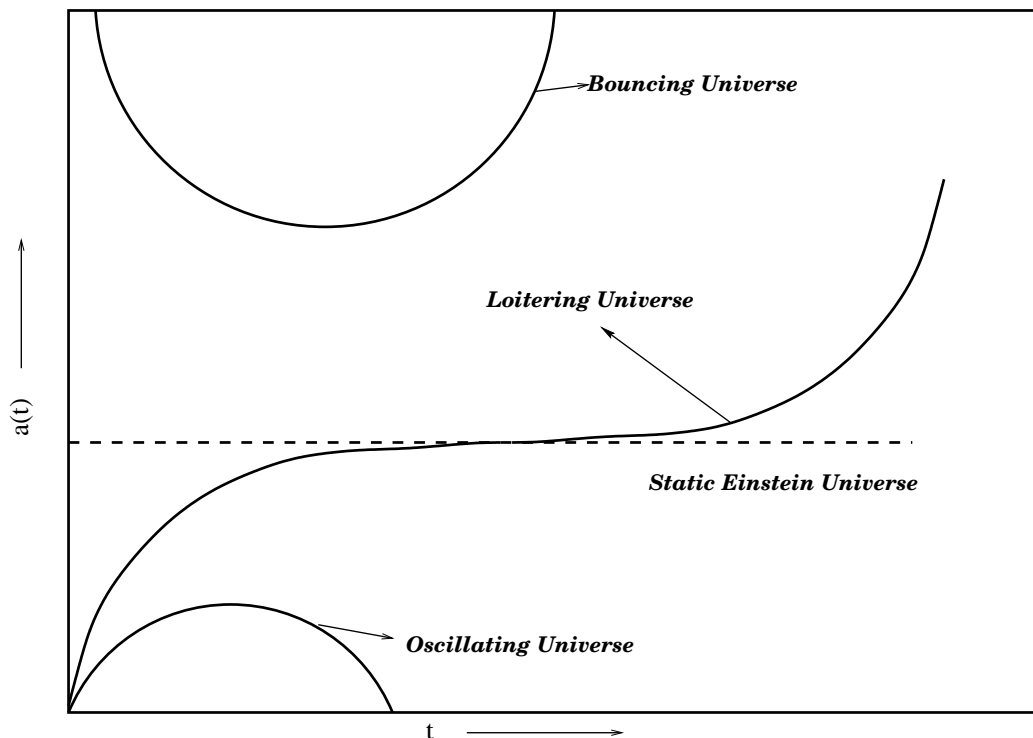 Bouncing Universe
Loitering Universe
a(t)
Static Einstein Universe
Oscillating Universe
t